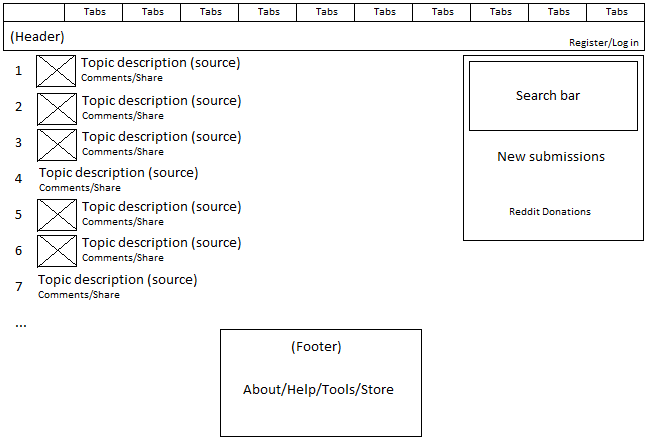 Tabs Tabs Tabs Tabs Tabs Tabs Tabs Tabs Tabs Tabs
(Header)
Register/Log in
1 Topic description (source)
Comments/Share
2 Topic description (source)
Comments/Share
3 Topic description (source)
Comments/Share
4 Topic description (source)
Comments/Share
5 Topic description (source)
Comments/Share
6 Topic description (source)
Comments/Share
7 Topic description (source)
Comments/Share
...
Search bar
New submissions
Reddit Donations
(Footer)
About/Help/Tools/Store